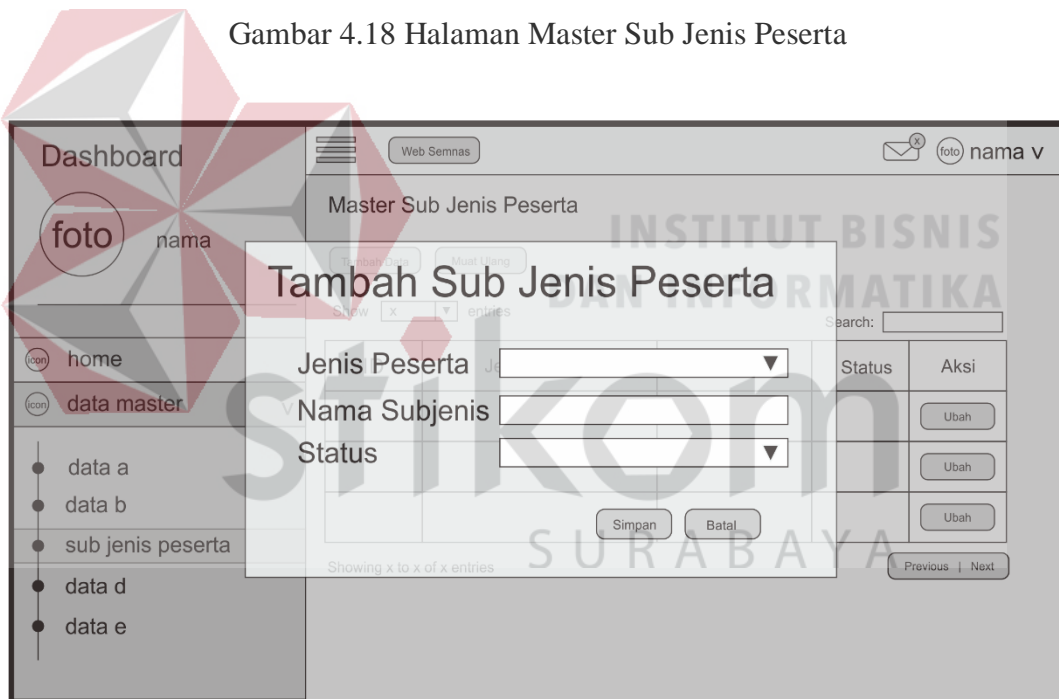 Gambar 4.18 Halaman Master Sub Jenis Peserta
Dashboard
Web Semnas
X
foto
nama v
foto
nama
Master Sub Jenis Peserta
INSTITUT BISNIS
DAN INFORMATIKA
stikom
SURABAYA
Tambah Data
Muat Ulang
Tambah Sub Jenis Peserta
Show x entries
Search:
icon home
icon data master v
data a
data b
sub jenis peserta
data d
data e
Status
Aksi
Jenis Peserta
Nama Subjenis
Status
Ubah
Ubah
Ubah
Simpan
Batal
Showing x to x of x entries
Previous | Next